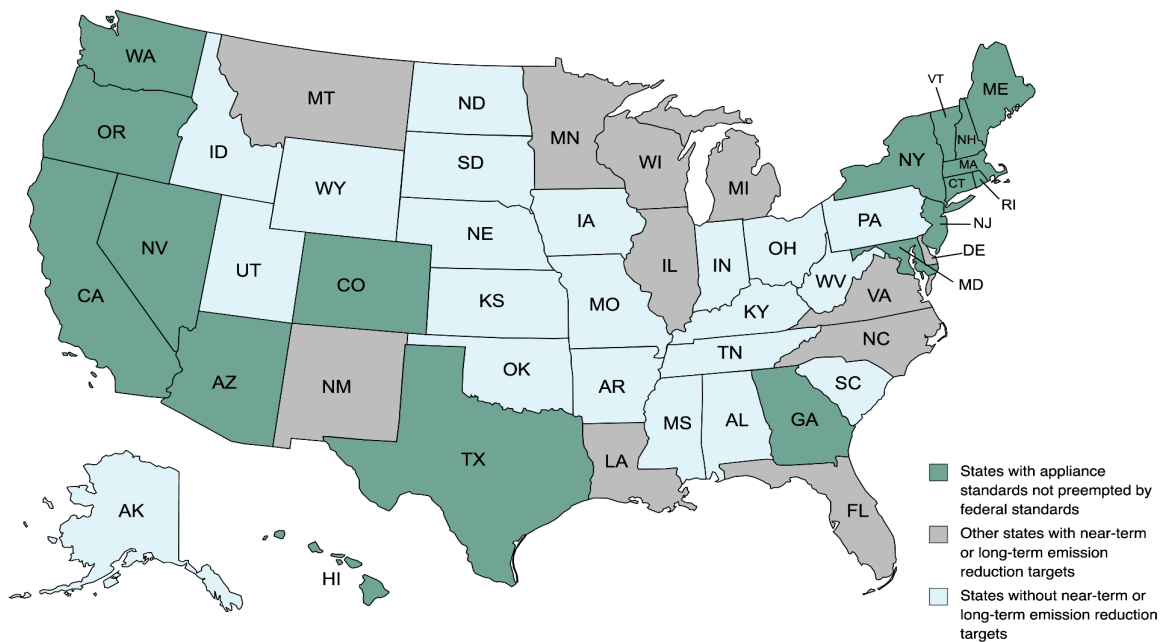 WA
OR
CA
NV
ID
MT
WY
UT
CO
AZ
NM
ND
SD
NE
KS
OK
TX
MN
IA
MO
AR
LA
WI
IL
MI
IN
OH
KY
TN
MS
AL
GA
FL
SC
NC
VA
WV
PA
NY
VT
NH
ME
MA
CT
RI
NJ
DE
MD
AK
HI
States with appliance
standards not preempted by
federal standards
Other states with near-term
or long-term emission
reduction targets
States without near-term or
long-term emission reduction
targets